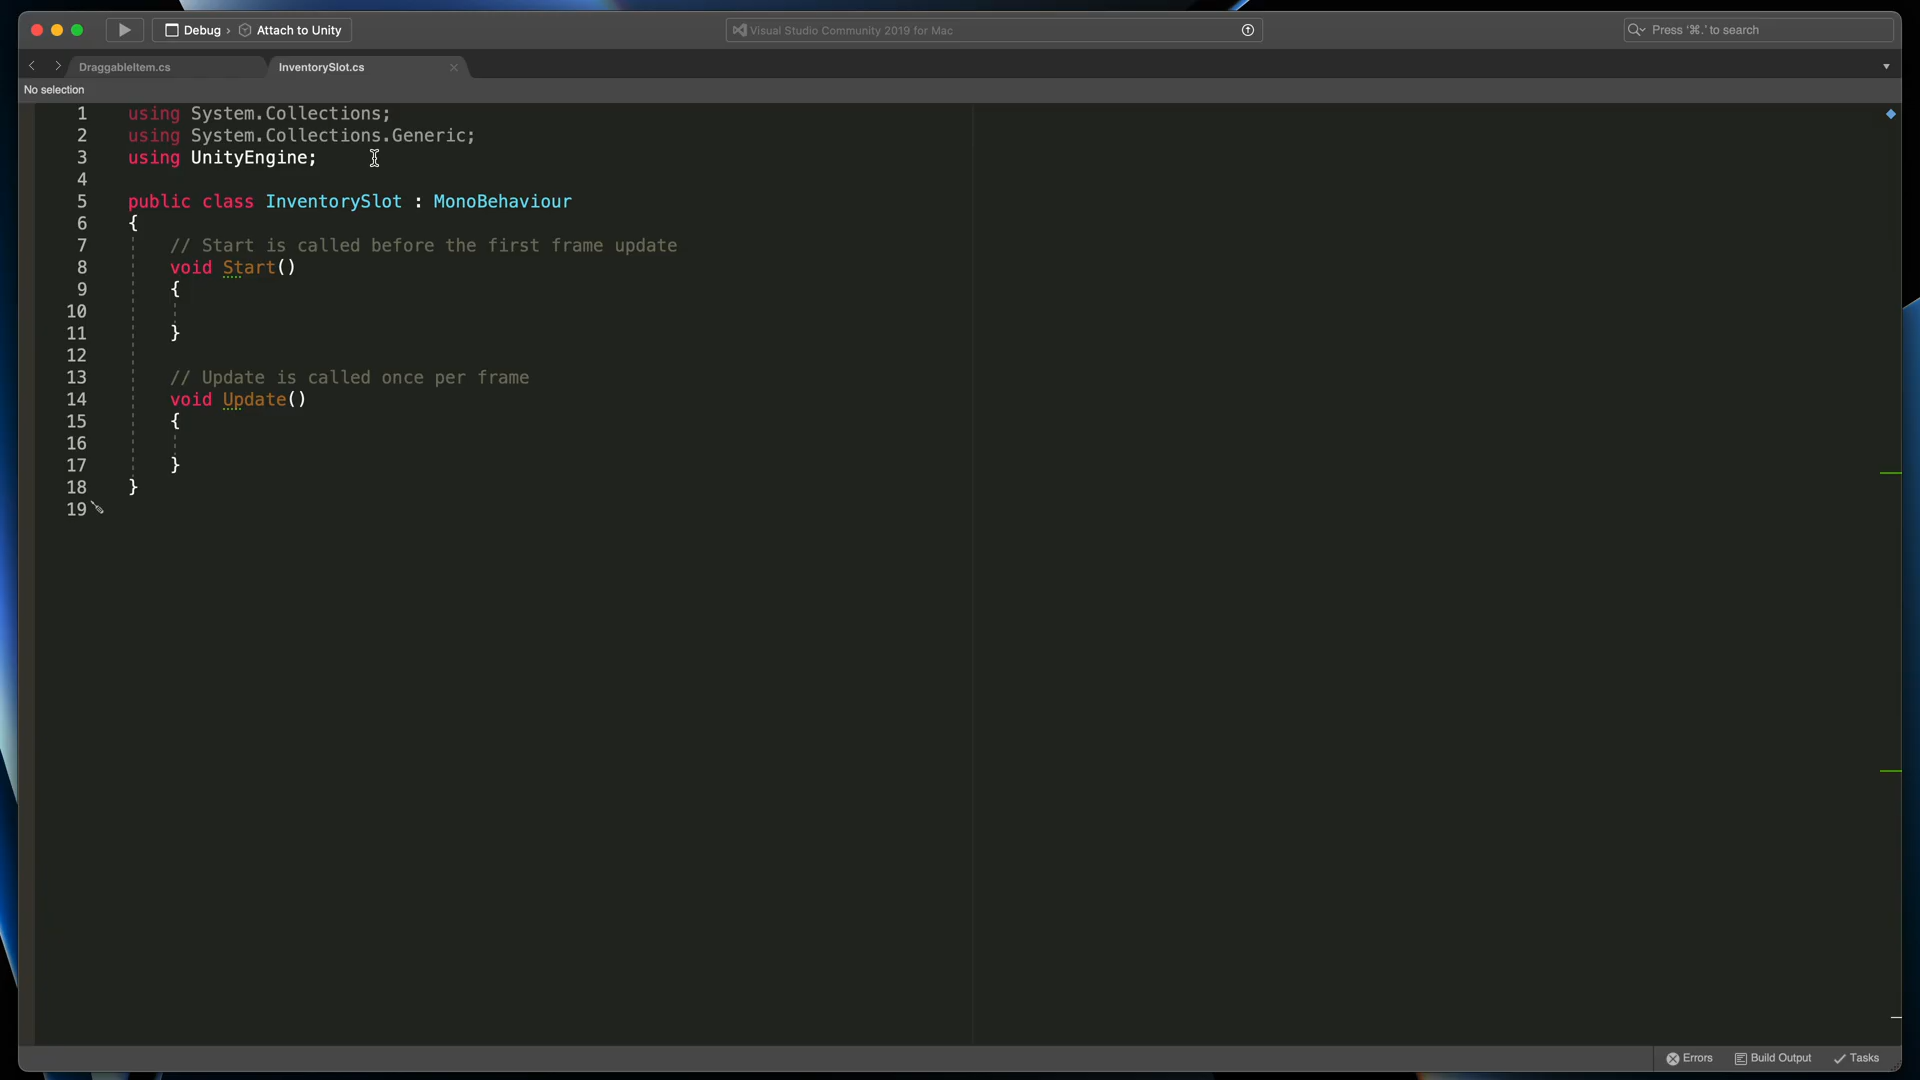 Debug › Attach to Unity
Visual Studio Community 2019 for Mac
Press '⌘.' to search
DraggableItem.cs
InventorySlot.cs
No selection
1 using System.Collections;
2 using System.Collections.Generic;
3 using UnityEngine;
4
5 public class InventorySlot : MonoBehaviour
6 {
7 // Start is called before the first frame update
8 void Start()
9 {
10
11 }
12
13 // Update is called once per frame
14 void Update()
15 {
16
17 }
18 }
19
Errors
Build Output
Tasks